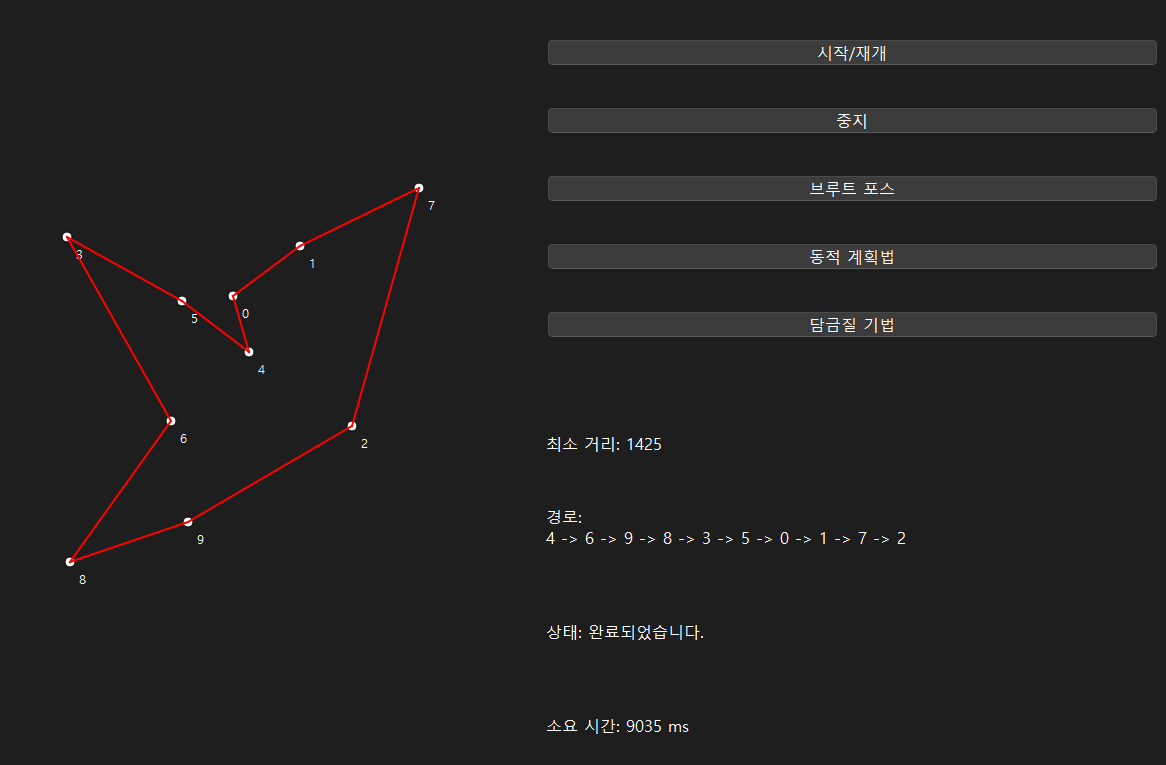 시작/재개
중지
브루트 포스
동적 계획법
담금질 기법
7
3
1
0
5
4
6
2
9
8
최소 거리: 1425
경로:
4 -> 6 -> 9 -> 8 -> 3 -> 5 -> 0 -> 1 -> 7 -> 2
상태: 완료되었습니다.
소요 시간: 9035 ms